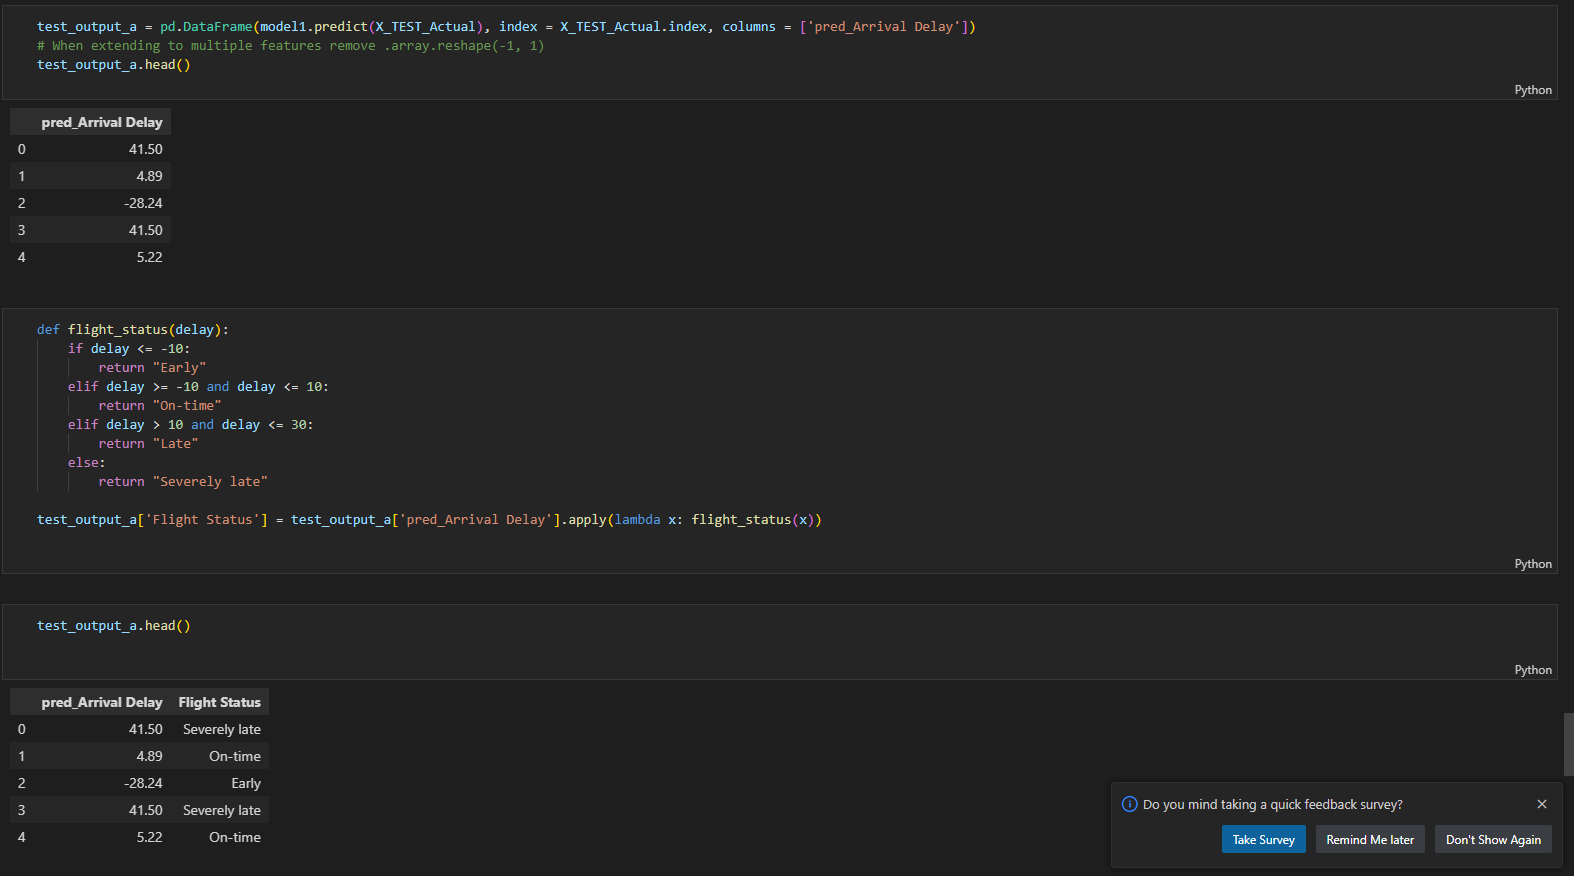 test_output_a = pd.DataFrame(model1.predict(X_TEST_Actual), index = X_TEST_Actual.index, columns = ['pred_Arrival Delay'])
# When extending to multiple features remove .array.reshape(-1, 1)
test_output_a.head()
Python
pred_Arrival Delay
0 41.50
1 4.89
2 -28.24
3 41.50
4 5.22
def flight_status(delay):
if delay <= -10:
return "Early"
elif delay >= -10 and delay <= 10:
return "On-time"
elif delay > 10 and delay <= 30:
return "Late"
else:
return "Severely late"
test_output_a['Flight Status'] = test_output_a['pred_Arrival Delay'].apply(lambda x: flight_status(x))
Python
test_output_a.head()
Python
pred_Arrival Delay Flight Status
0 41.50 Severely late
1 4.89 On-time
2 -28.24 Early
3 41.50 Severely late
4 5.22 On-time
Do you mind taking a quick feedback survey?
Take Survey Remind Me later Don't Show Again